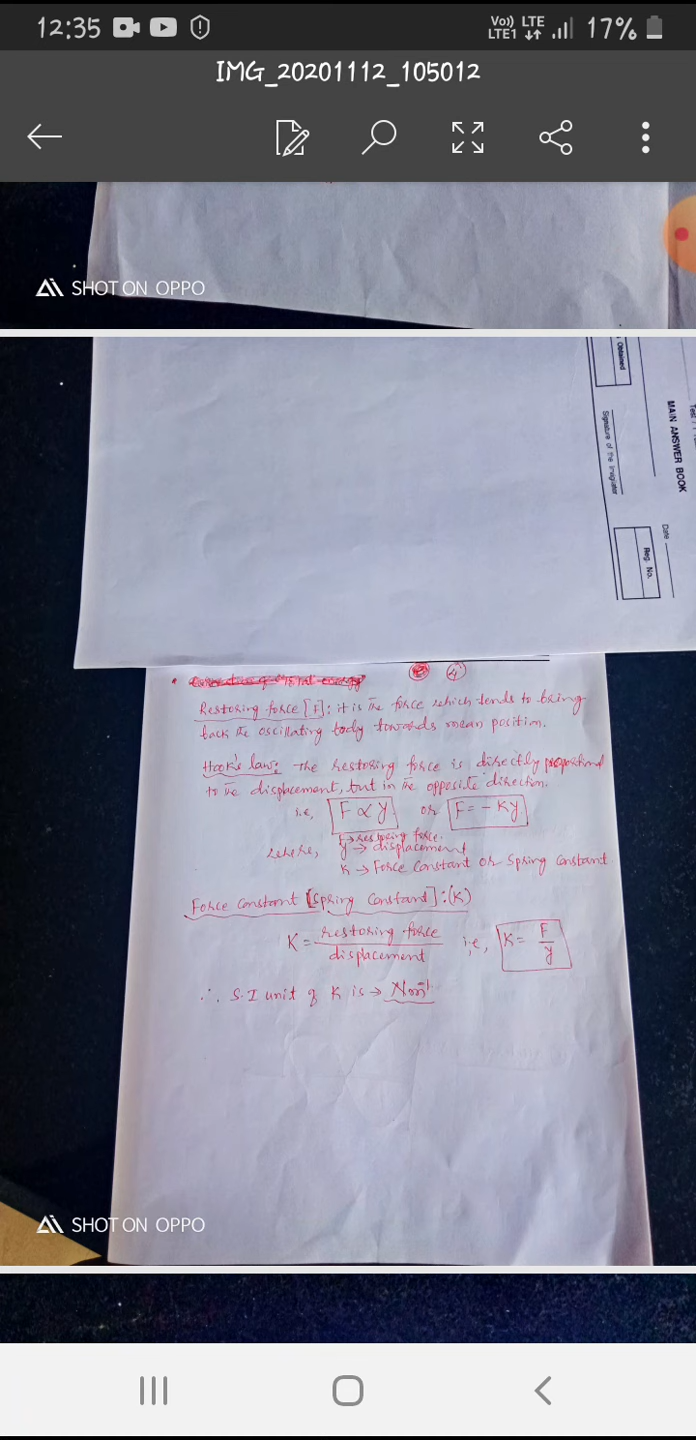 12:35
Vo)) LTE
LTE1
17%
IMG_20201112_105012
SHOT ON OPPO
Obtained
Signature of the Invigilator
MAIN ANSWER BOOK
Test /
Date
Reg. No.
4
Restoring force [F]: it is the force which tends to bring
back the oscillating body towards mean position.
Hook's law: The restoring force is directly proportional
to the displacement, but in the opposite direction.
i.e, F ∝ y or F = - Ky
F → restoring force.
where, y → displacement
K → Force Constant or Spring Constant
Force Constant [Spring Constant]:(K)
K = restoring force / displacement i.e, K = F / y
∴ S.I unit of K is → Nm⁻¹
SHOT ON OPPO